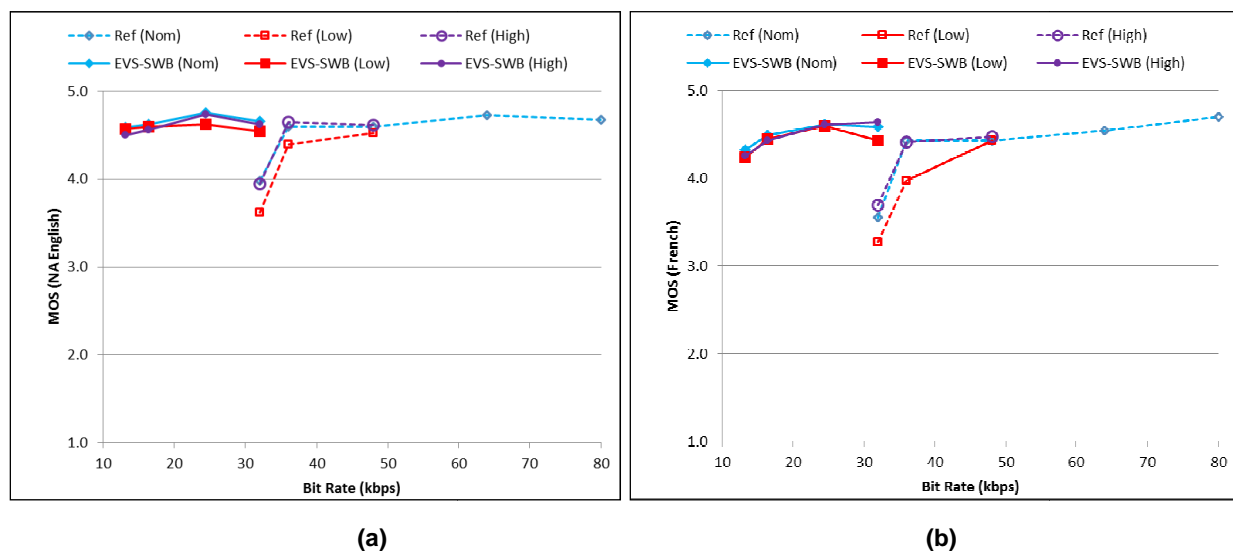 Ref (Nom) Ref (Low) Ref (High)
EVS-SWB (Nom) EVS-SWB (Low) EVS-SWB (High)
5.0
4.0
3.0
2.0
1.0
MOS (NA English)
10 20 30 40 50 60 70 80
Bit Rate (kbps)
(a)
Ref (Nom) Ref (Low) Ref (High)
EVS-SWB (Nom) EVS-SWB (Low) EVS-SWB (High)
5.0
4.0
3.0
2.0
1.0
MOS (French)
10 20 30 40 50 60 70 80
Bit Rate (kbps)
(b)